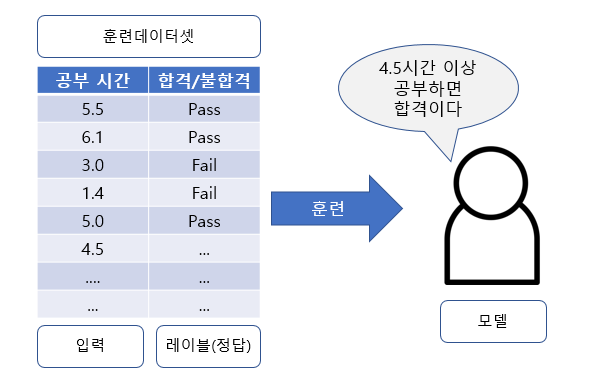 훈련데이터셋
공부 시간 합격/불합격
5.5 Pass
6.1 Pass
3.0 Fail
1.4 Fail
5.0 Pass
4.5 ...
.... ...
... ...
입력 레이블(정답)
훈련
4.5시간 이상
공부하면
합격이다
모델